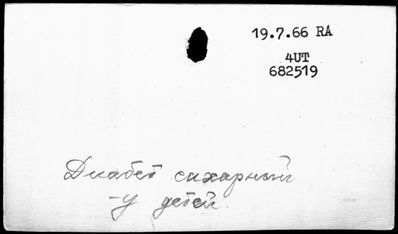 19.7.66 RA
4UT
682519
Диабет сахарный
-у детей.